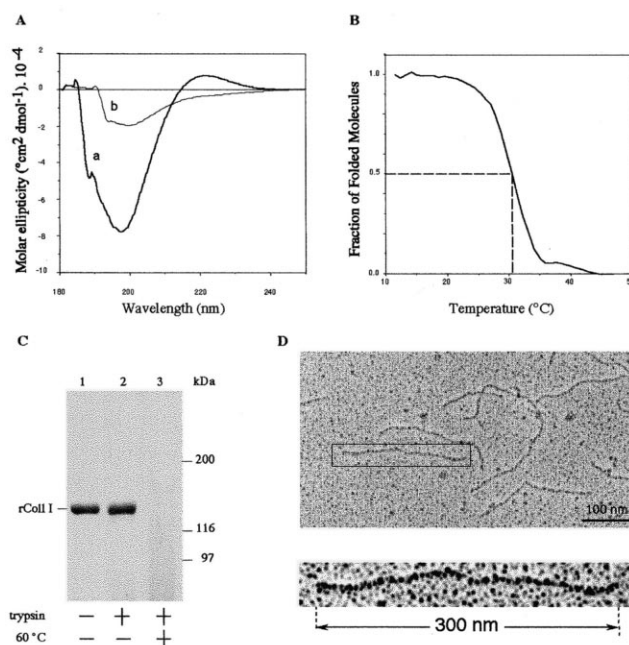 A
Molar ellipticity (°cm2 dmol-1). 10-4
2
0
-2
-4
-6
-8
-10
a
b
180
200
220
240
Wavelength (nm)
B
Fraction of Folded Molecules
1.0
0.5
0.0
10
20
30
40
50
Temperature (°C)
C
1 2 3 kDa
200
rColl I
116
97
trypsin − + +
60 °C − − +
D
100 nm
300 nm